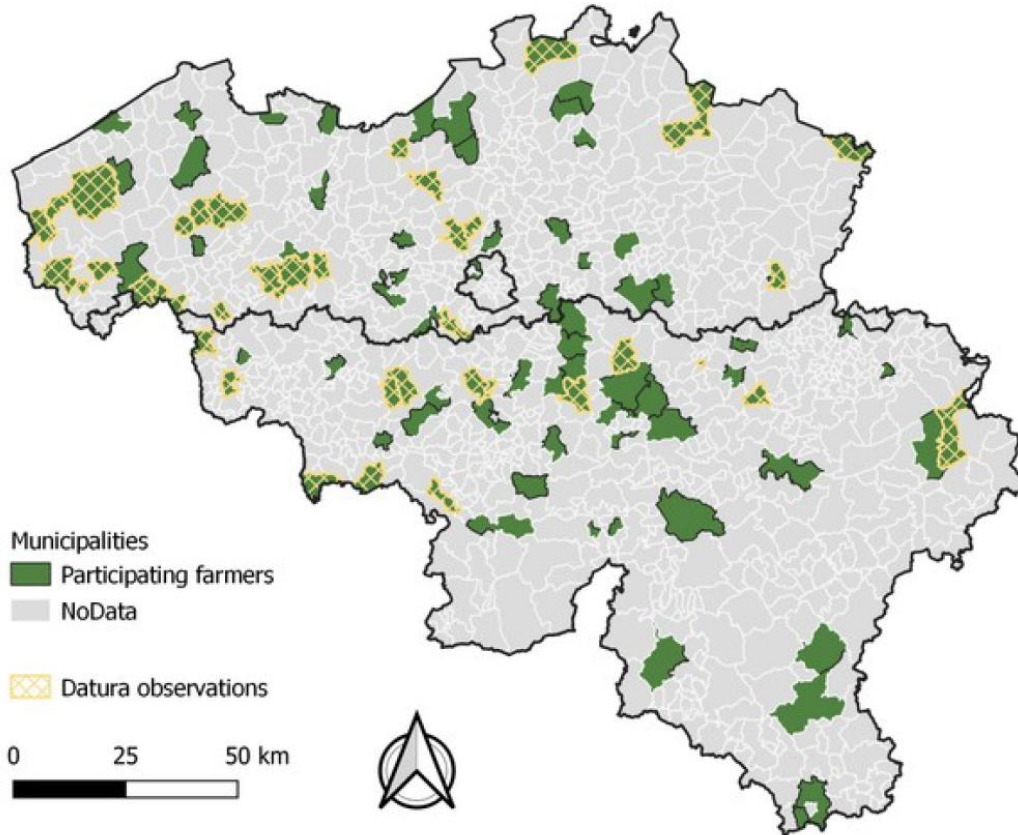 Municipalities
Participating farmers
NoData
Datura observations
0 25 50 km